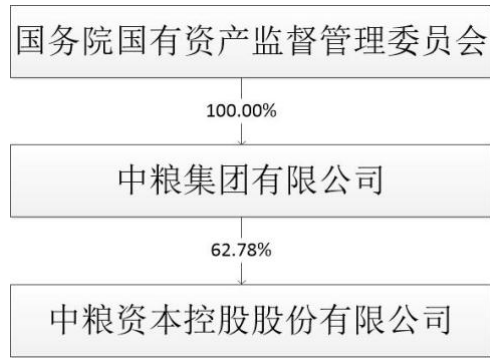 国务院国有资产监督管理委员会
100.00%
中粮集团有限公司
62.78%
中粮资本控股股份有限公司